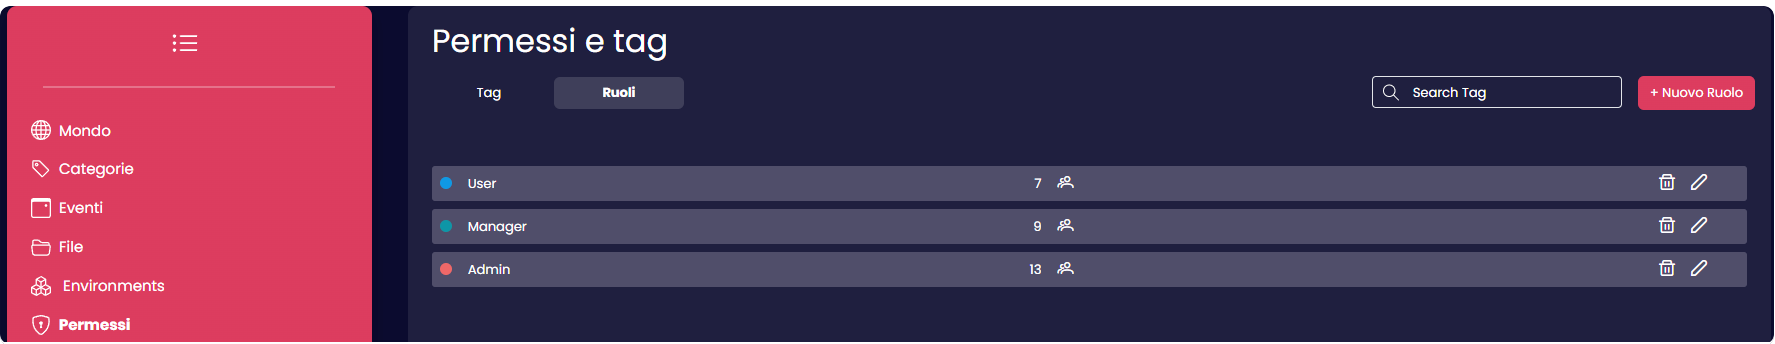 Mondo
Categorie
Eventi
File
Environments
Permessi
Permessi e tag
Tag
Ruoli
Search Tag
+ Nuovo Ruolo
User
7
Manager
9
Admin
13